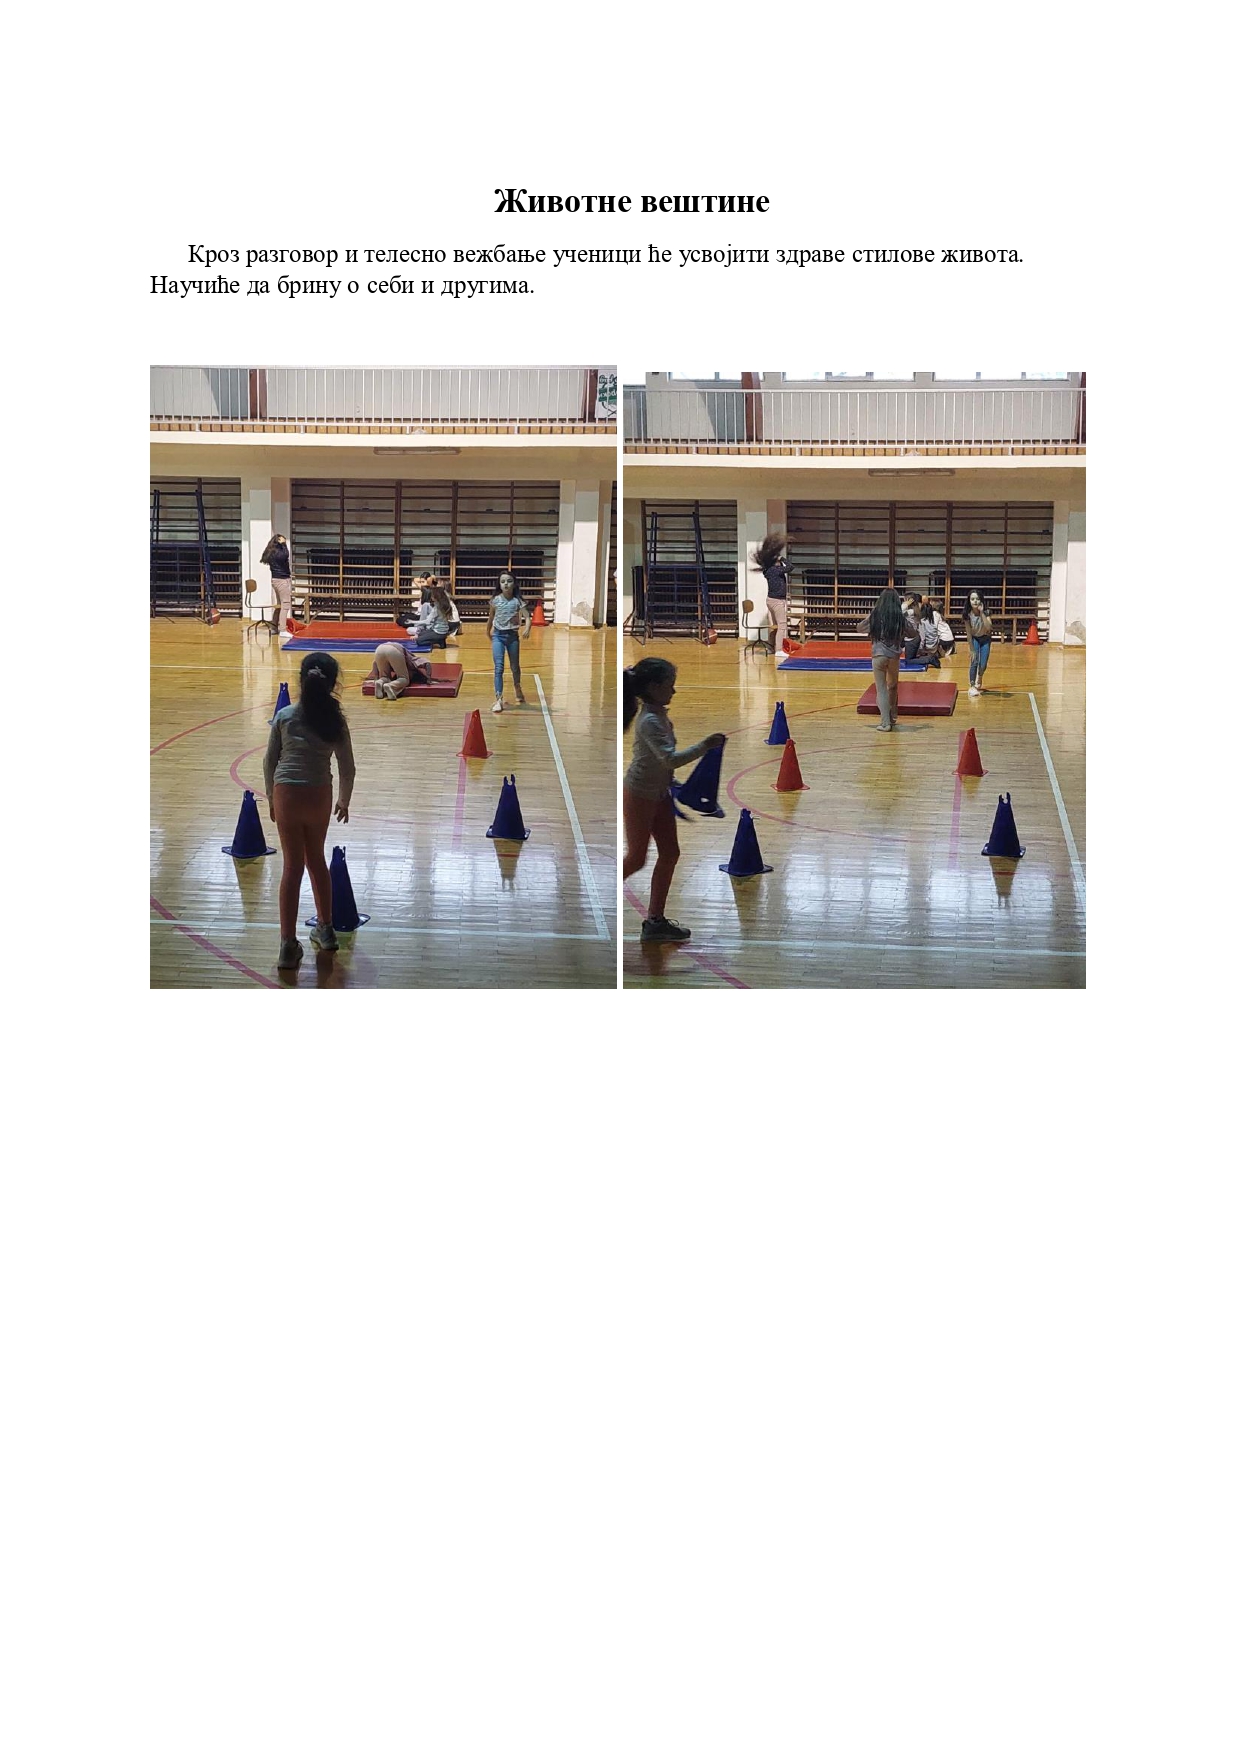 Животне вештине
Кроз разговор и телесно вежбање ученици ће усвојити здраве стилове живота.
Научиће да брину о себи и другима.